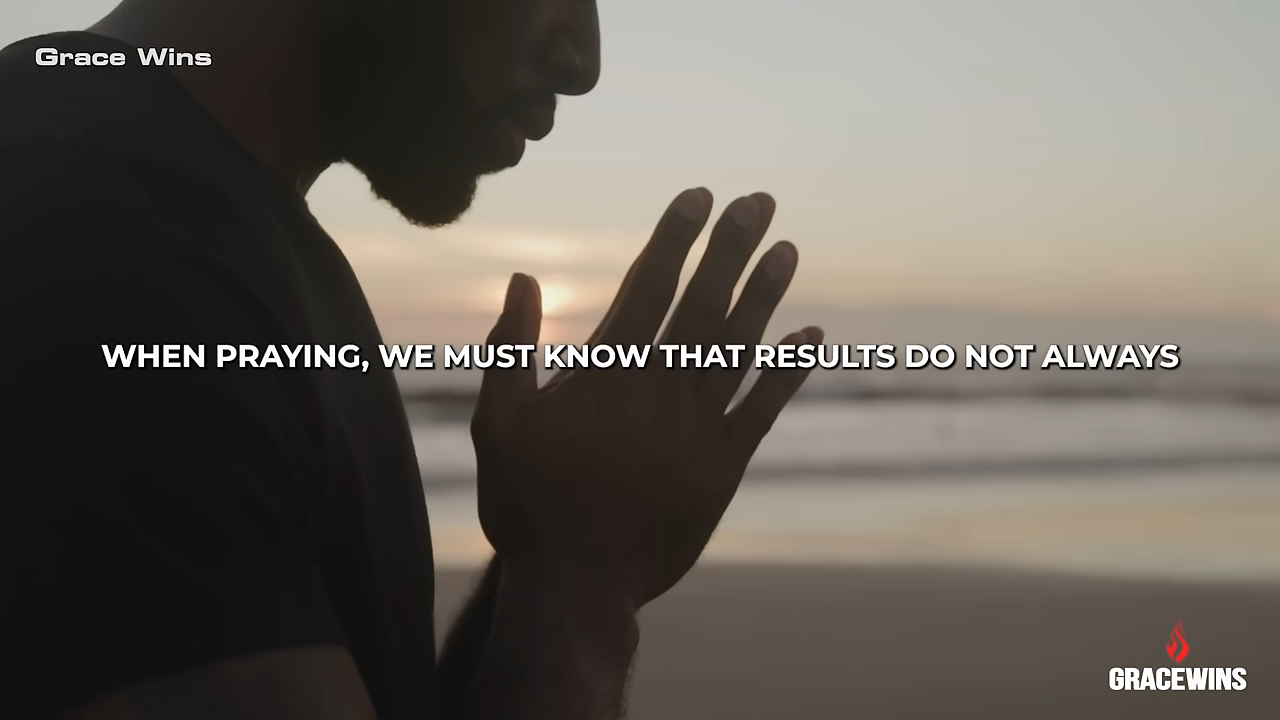 Grace Wins
WHEN PRAYING, WE MUST KNOW THAT RESULTS DO NOT ALWAYS
GRACEWINS